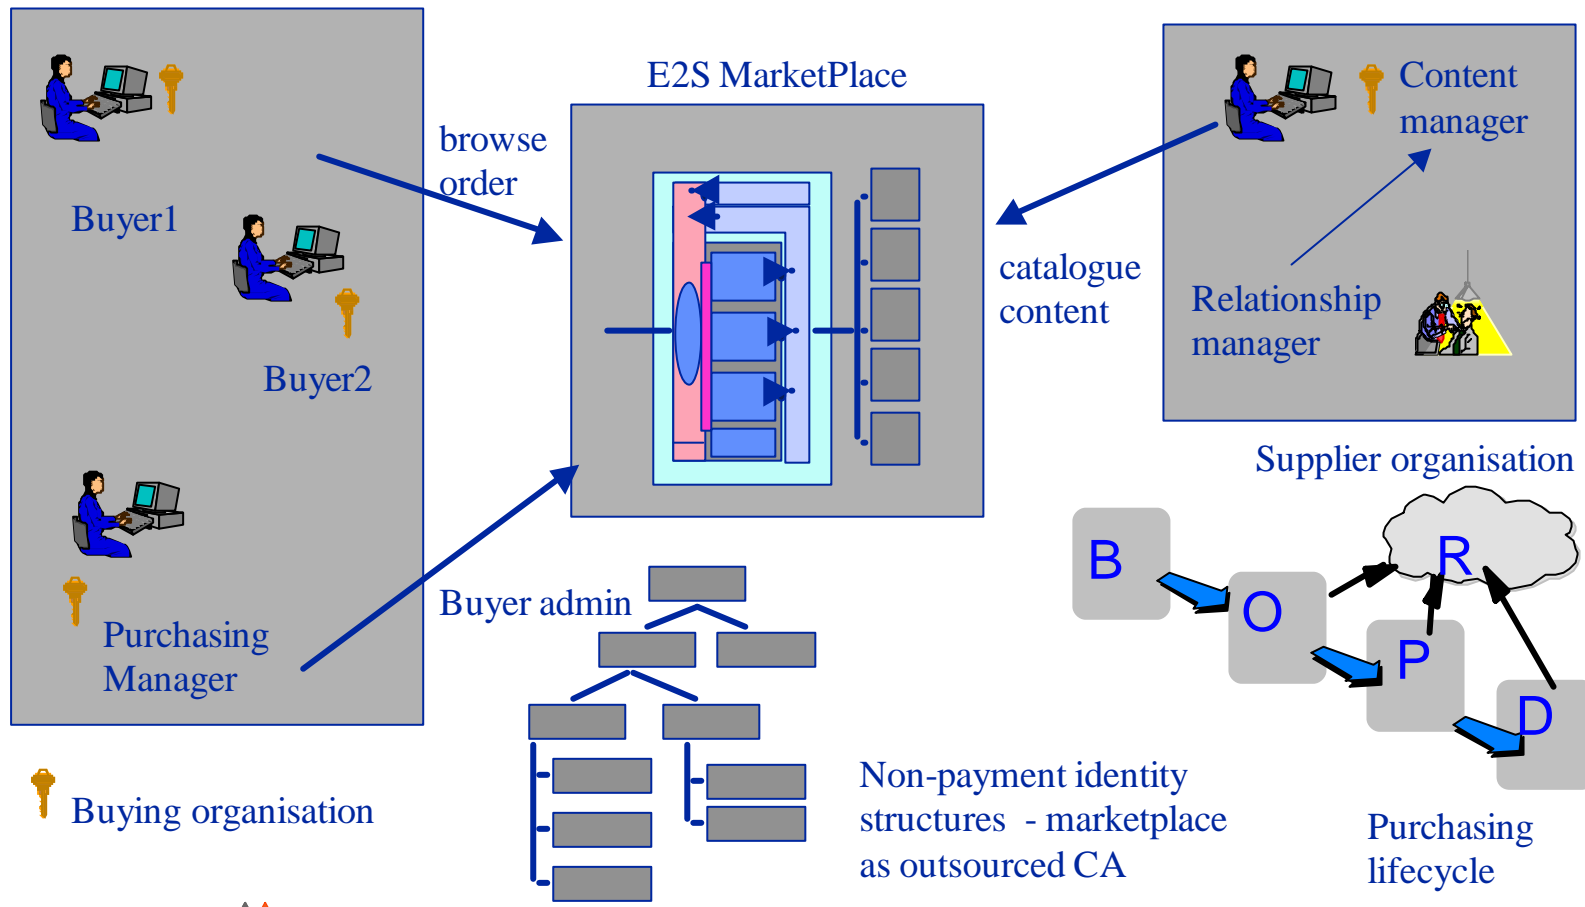 E2S MarketPlace
Buyer1
Buyer2
Purchasing
Manager
Buying organisation
browse
order
Buyer admin
catalogue
content
Content
manager
Relationship
manager
Supplier organisation
B
O
P
D
R
Non-payment identity
structures - marketplace
as outsourced CA
Purchasing
lifecycle